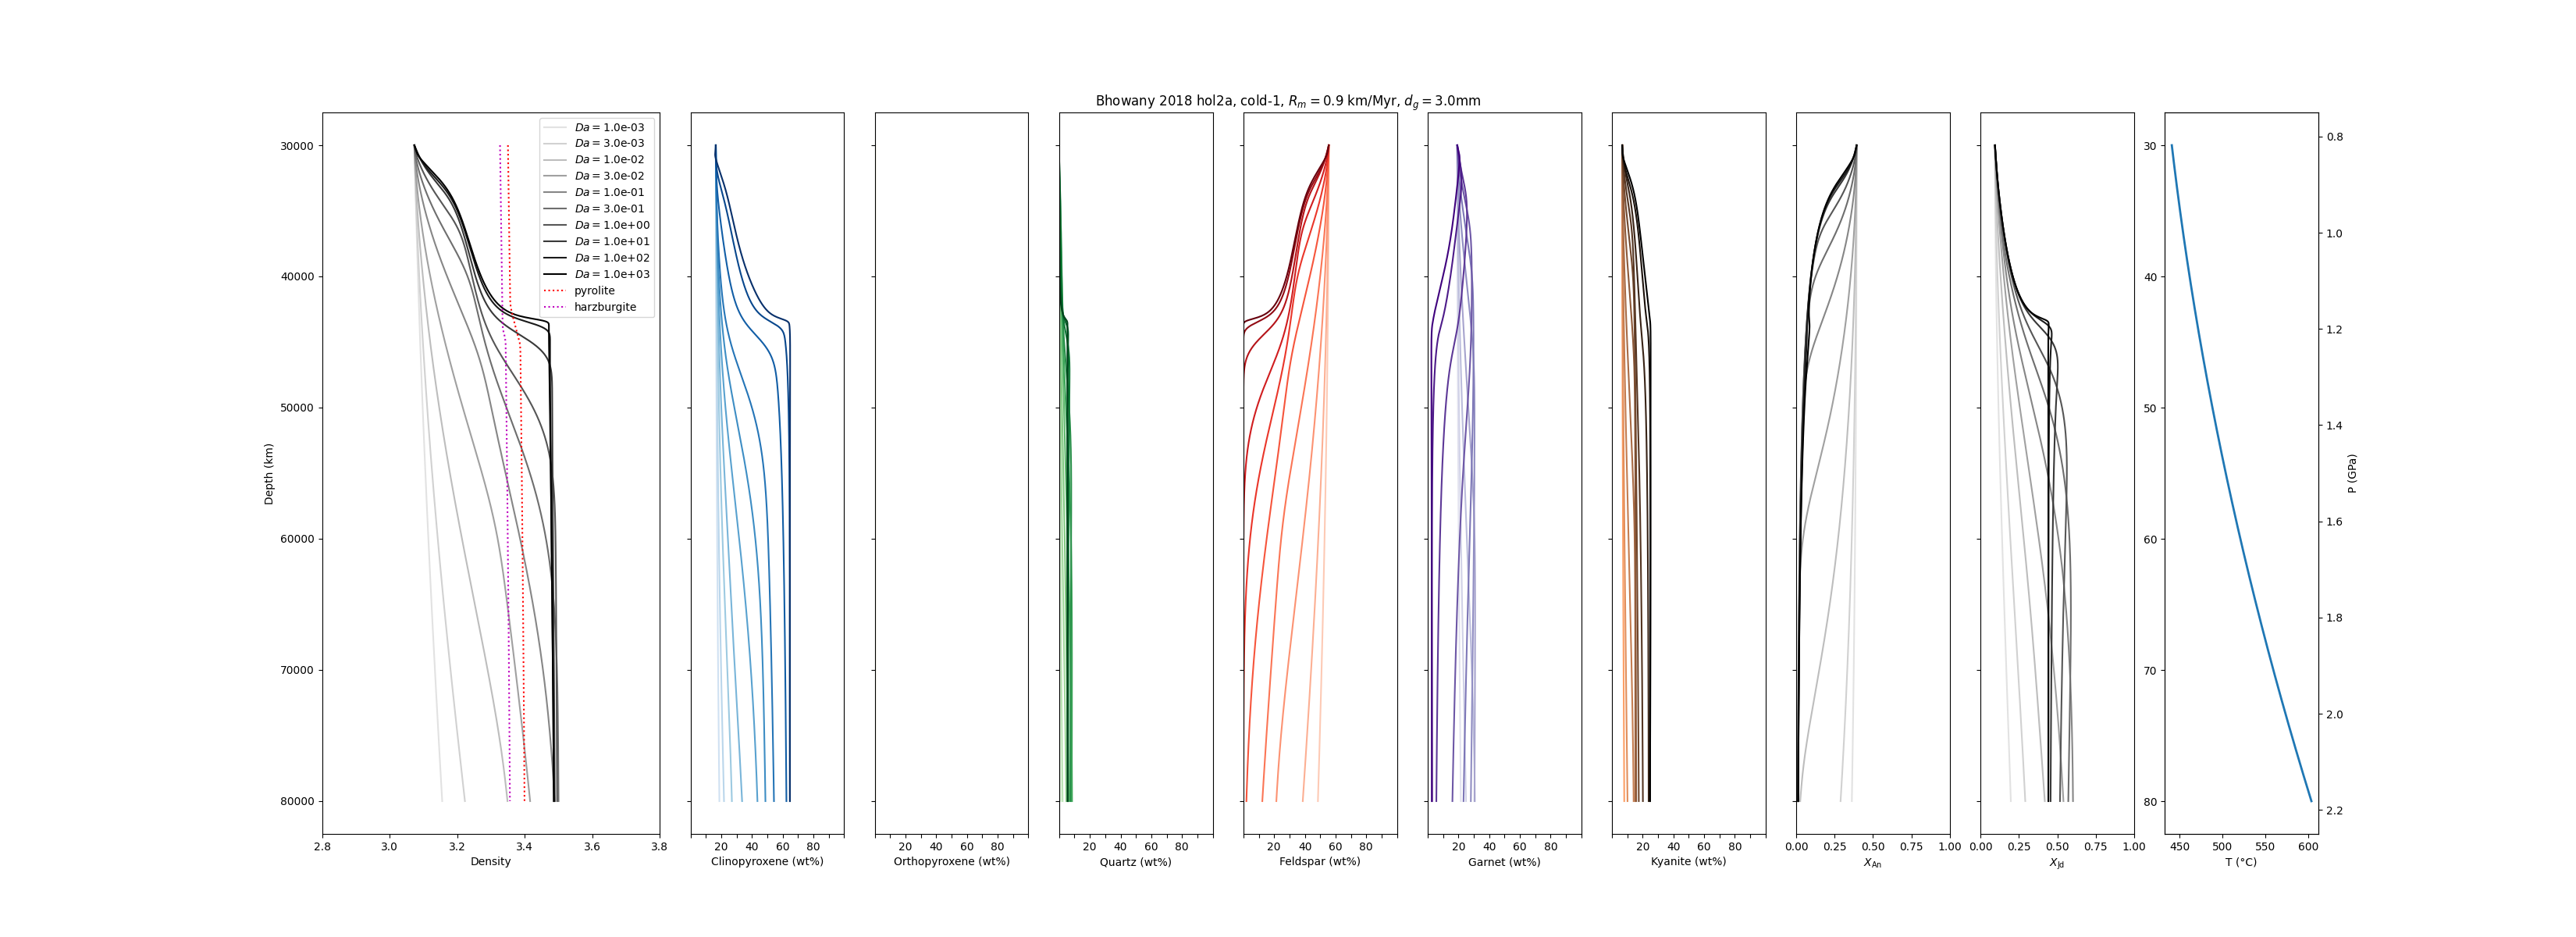 Bhowany 2018 hol2a, cold-1, $R_m = 0.9$ km/Myr, $d_g = 3.0$mm
Da = 1.0e-03
Da = 3.0e-03
Da = 1.0e-02
Da = 3.0e-02
Da = 1.0e-01
Da = 3.0e-01
Da = 1.0e+00
Da = 1.0e+01
Da = 1.0e+02
Da = 1.0e+03
pyrolite
harzburgite
Depth (km)
30000
40000
50000
60000
70000
80000
2.8 3.0 3.2 3.4 3.6 3.8
Density
20 40 60 80
Clinopyroxene (wt%)
20 40 60 80
Orthopyroxene (wt%)
20 40 60 80
Quartz (wt%)
20 40 60 80
Feldspar (wt%)
20 40 60 80
Garnet (wt%)
20 40 60 80
Kyanite (wt%)
0.00 0.25 0.50 0.75 1.00
$X_{An}$
0.00 0.25 0.50 0.75 1.00
$X_{Jd}$
30
40
50
60
70
80
450 500 550 600
T (°C)
0.8
1.0
1.2
1.4
1.6
1.8
2.0
2.2
P (GPa)